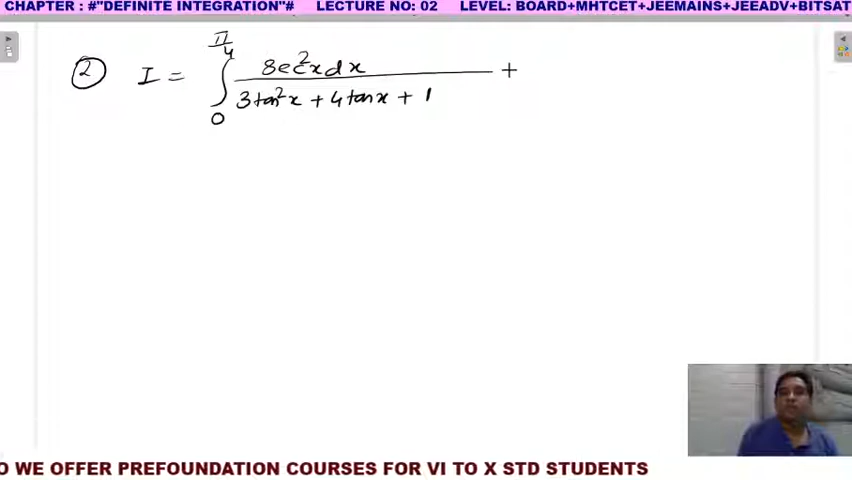 CHAPTER : #"DEFINITE INTEGRATION"# LECTURE NO: 02 LEVEL: BOARD+MHTCET+JEEMAINS+JEEADV+BITSAT
② I = ∫₀^(π/4) sec²x dx / (3tan²x + 4tanx + 1) +
O WE OFFER PREFOUNDATION COURSES FOR VI TO X STD STUDENTS